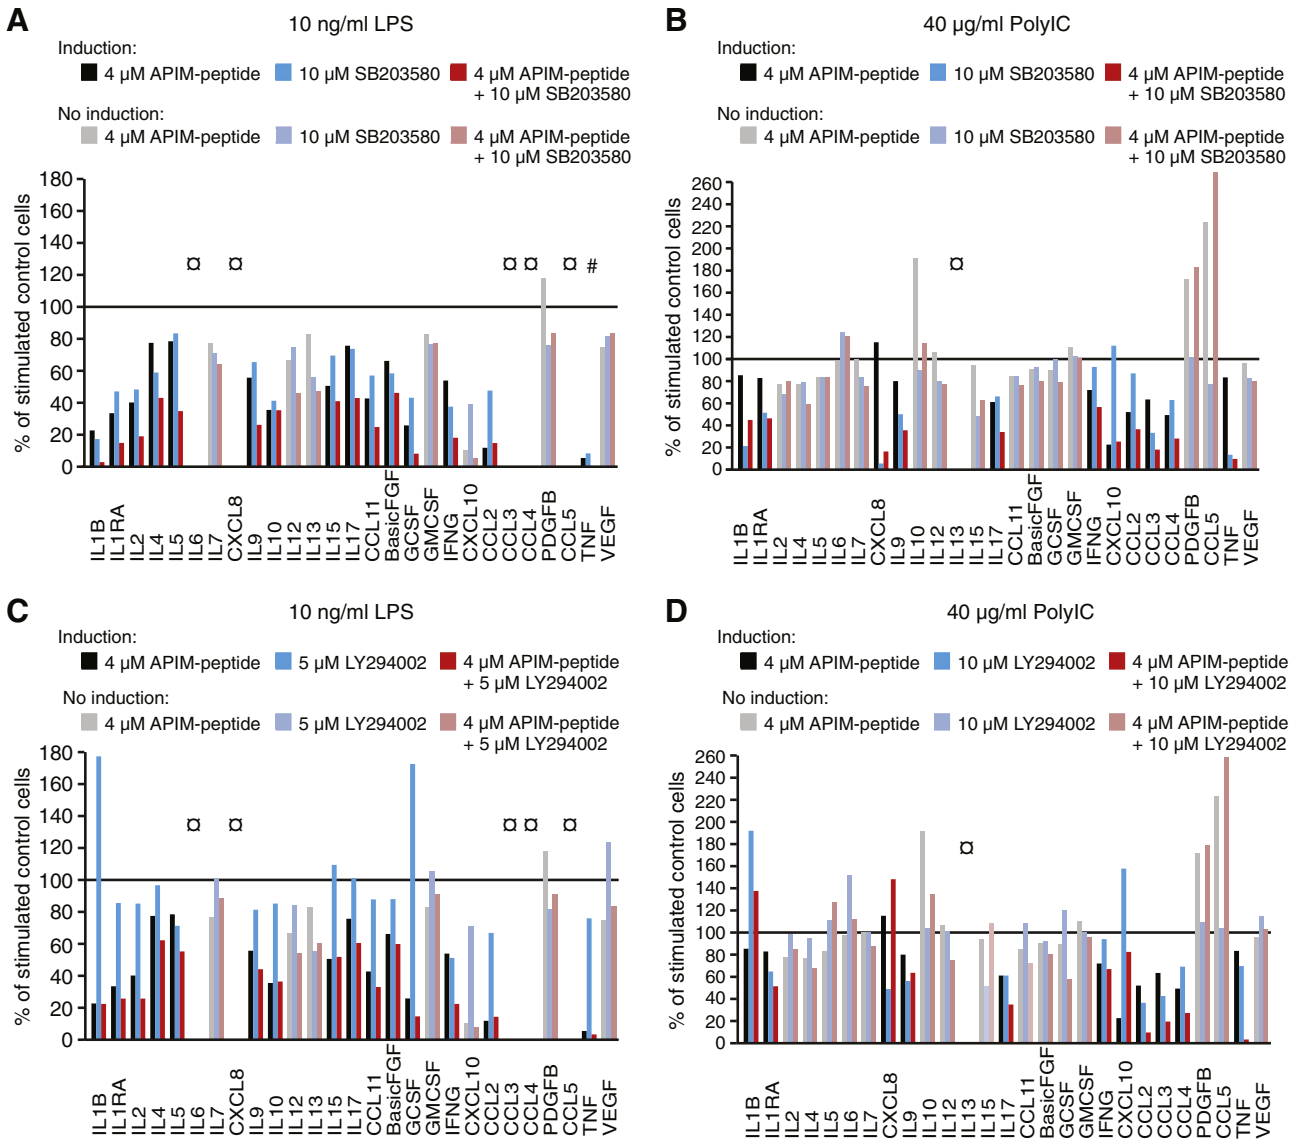 A
10 ng/ml LPS
Induction:
4 µM APIM-peptide
10 µM SB203580
4 µM APIM-peptide
+ 10 µM SB203580
No induction:
4 µM APIM-peptide
10 µM SB203580
4 µM APIM-peptide
+ 10 µM SB203580
% of stimulated control cells
180
160
140
120
100
80
60
40
20
0
¤ ¤ ¤ ¤ ¤ #
IL1B
IL1RA
IL2
IL4
IL5
IL6
IL7
CXCL8
IL9
IL10
IL12
IL13
IL15
IL17
CCL11
BasicFGF
GCSF
GMCSF
IFNG
CXCL10
CCL2
CCL3
CCL4
PDGFB
CCL5
TNF
VEGF
B
40 µg/ml PolyIC
Induction:
4 µM APIM-peptide
10 µM SB203580
4 µM APIM-peptide
+ 10 µM SB203580
No induction:
4 µM APIM-peptide
10 µM SB203580
4 µM APIM-peptide
+ 10 µM SB203580
% of stimulated control cells
260
240
220
200
180
160
140
120
100
80
60
40
20
0
¤
IL1B
IL1RA
IL2
IL4
IL5
IL6
IL7
CXCL8
IL9
IL10
IL12
IL13
IL15
IL17
CCL11
BasicFGF
GCSF
GMCSF
IFNG
CXCL10
CCL2
CCL3
CCL4
PDGFB
CCL5
TNF
VEGF
C
10 ng/ml LPS
Induction:
4 µM APIM-peptide
5 µM LY294002
4 µM APIM-peptide
+ 5 µM LY294002
No induction:
4 µM APIM-peptide
5 µM LY294002
4 µM APIM-peptide
+ 5 µM LY294002
% of stimulated control cells
180
160
140
120
100
80
60
40
20
0
¤ ¤ ¤ ¤ ¤
IL1B
IL1RA
IL2
IL4
IL5
IL6
IL7
CXCL8
IL9
IL10
IL12
IL13
IL15
IL17
CCL11
BasicFGF
GCSF
GMCSF
IFNG
CXCL10
CCL2
CCL3
CCL4
PDGFB
CCL5
TNF
VEGF
D
40 µg/ml PolyIC
Induction:
4 µM APIM-peptide
10 µM LY294002
4 µM APIM-peptide
+ 10 µM LY294002
No induction:
4 µM APIM-peptide
10 µM LY294002
4 µM APIM-peptide
+ 10 µM LY294002
% of stimulated control cells
260
240
220
200
180
160
140
120
100
80
60
40
20
0
¤
IL1B
IL1RA
IL2
IL4
IL5
IL6
IL7
CXCL8
IL9
IL10
IL12
IL13
IL15
IL17
CCL11
BasicFGF
GCSF
GMCSF
IFNG
CXCL10
CCL2
CCL3
CCL4
PDGFB
CCL5
TNF
VEGF